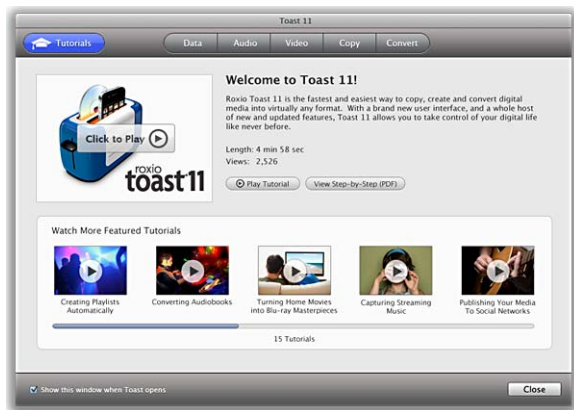 Toast 11
Tutorials
Data
Audio
Video
Copy
Convert
Click to Play
roxio
toast 11
Welcome to Toast 11!
Roxio Toast 11 is the fastest and easiest way to copy, create and convert digital
media into virtually any format. With a brand new user interface, and a whole host
of new and updated features, Toast 11 allows you to take control of your digital life
like never before.
Length: 4 min 58 sec
Views: 2,526
Play Tutorial
View Step-by-Step (PDF)
Watch More Featured Tutorials
Creating Playlists
Automatically
Converting Audiobooks
Turning Home Movies
into Blu-ray Masterpieces
Capturing Streaming
Music
Publishing Your Media
To Social Networks
15 Tutorials
Show this window when Toast opens
Close